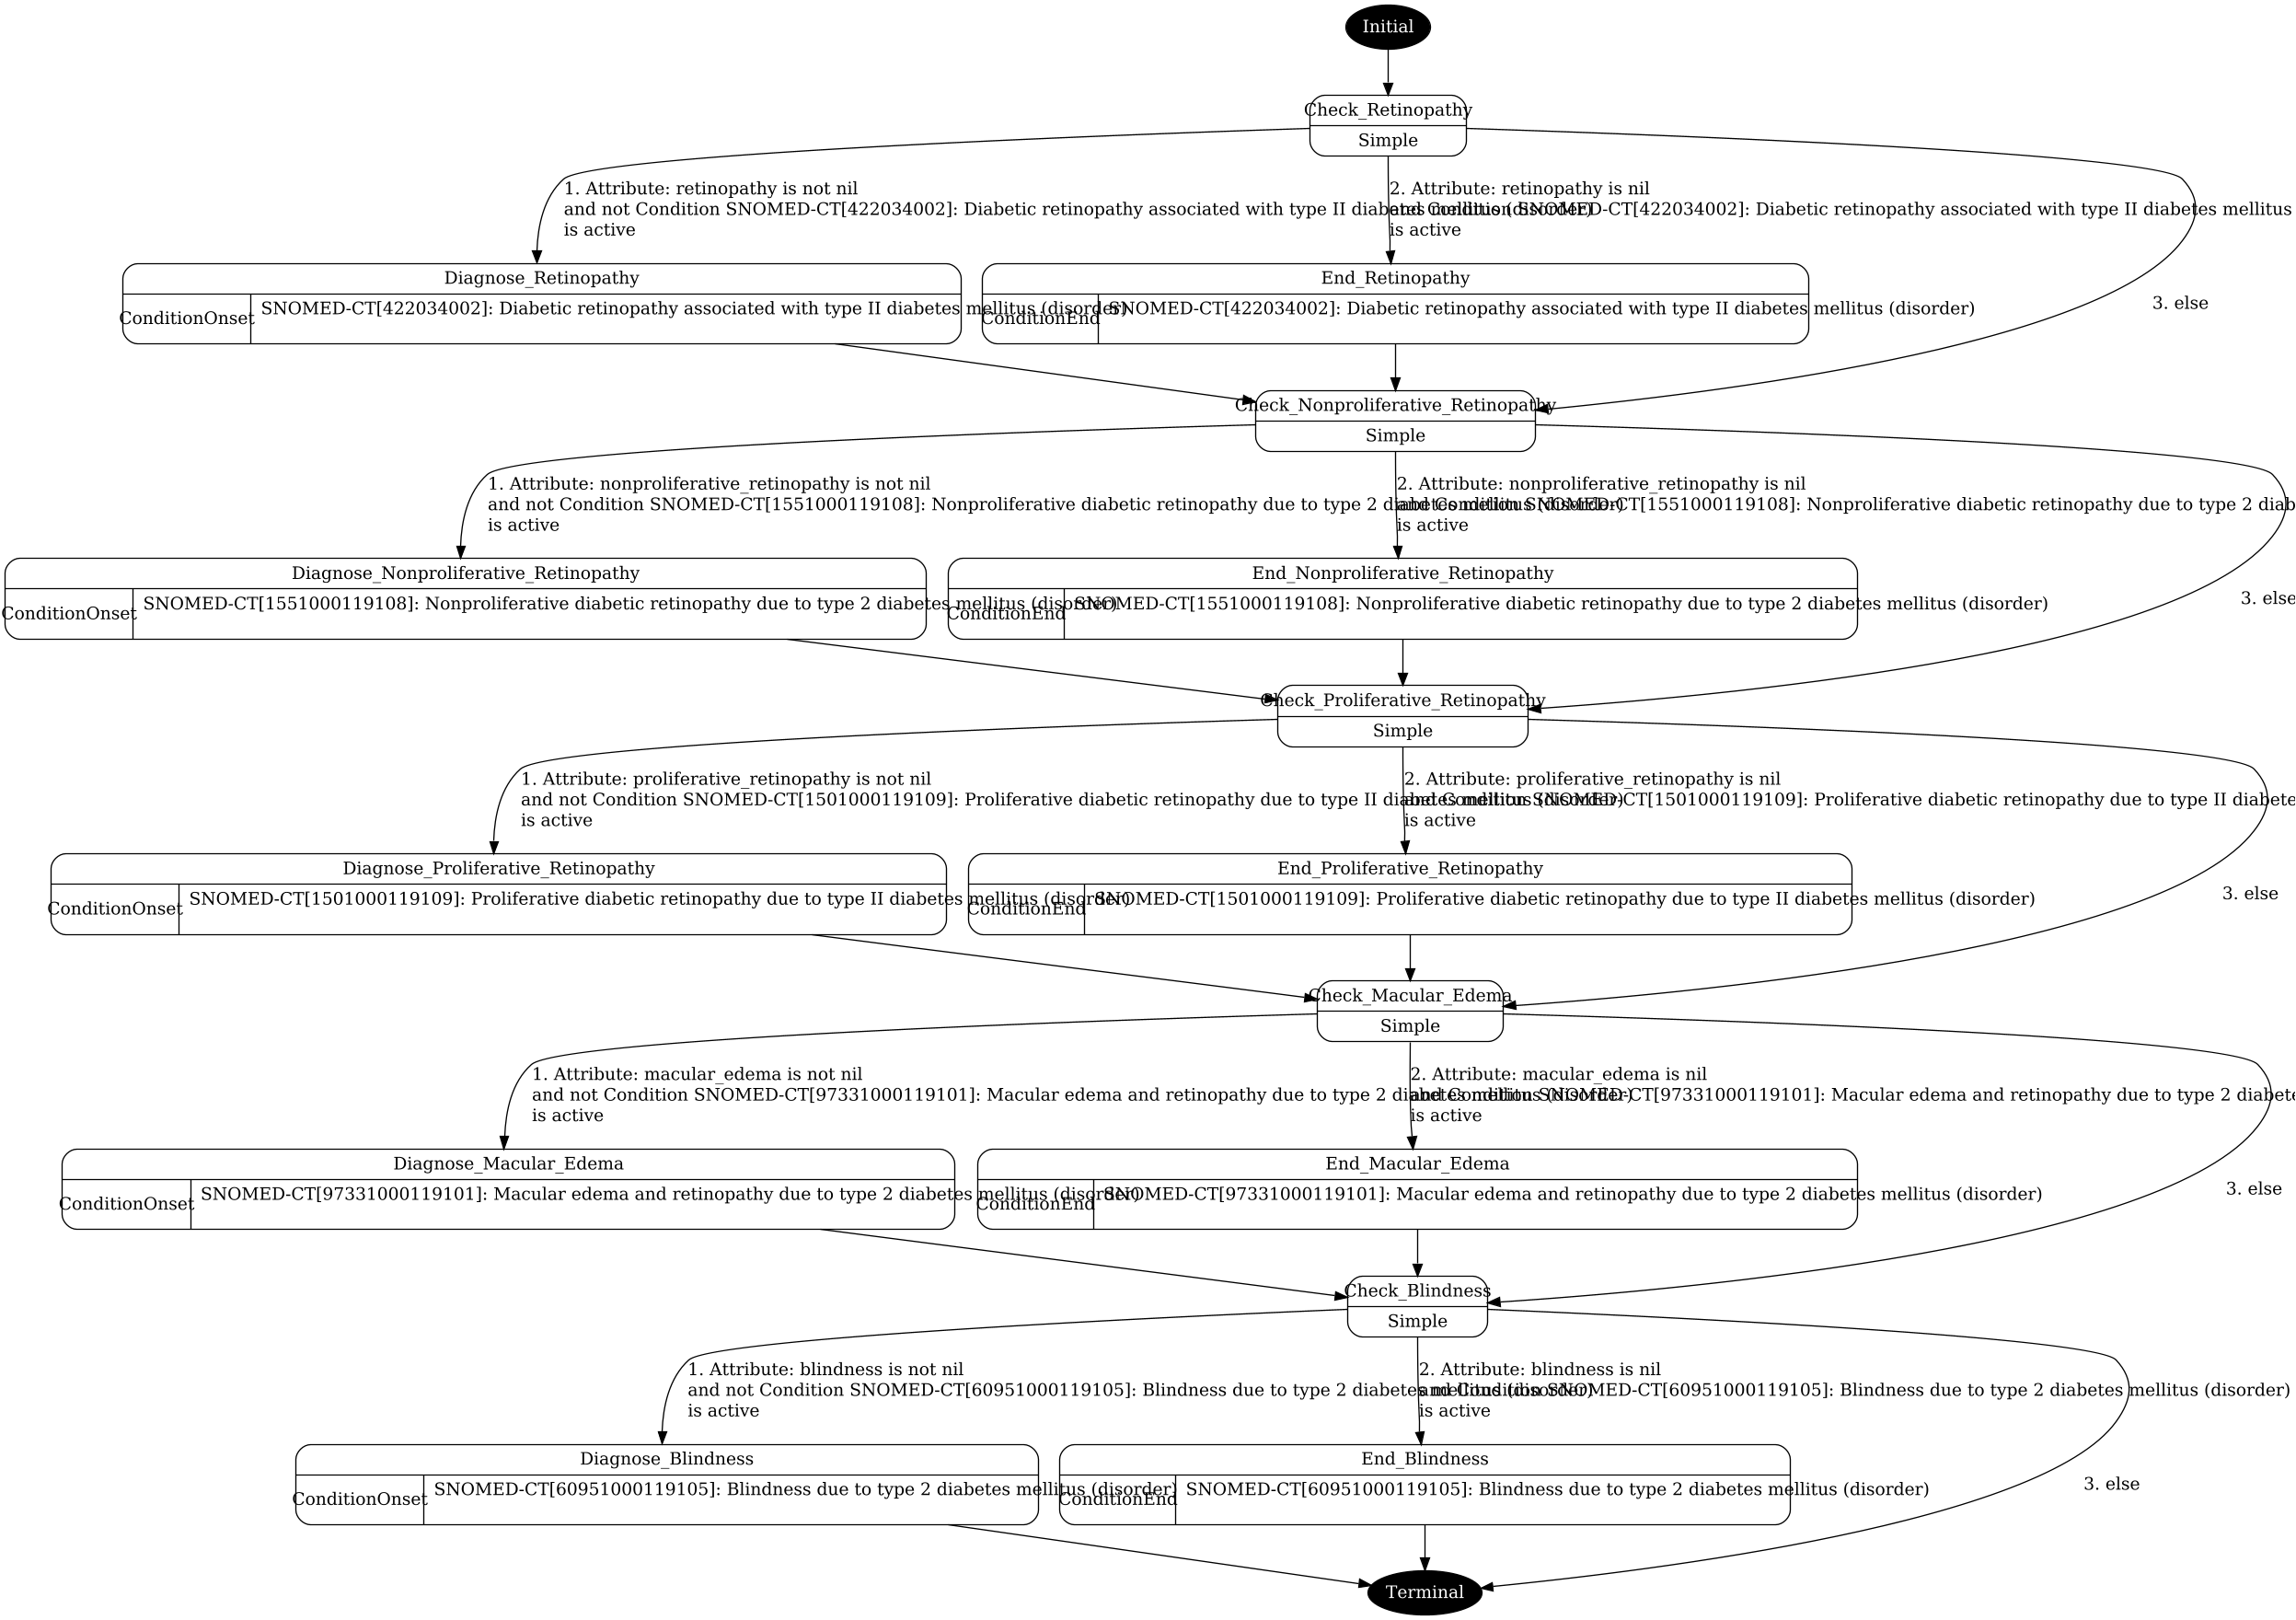 Initial
Check_Retinopathy
Simple
1. Attribute: retinopathy is not nil
and not Condition SNOMED-CT[422034002]: Diabetic retinopathy associated with type II diabetes mellitus (disorder)
is active
2. Attribute: retinopathy is nil
and Condition SNOMED-CT[422034002]: Diabetic retinopathy associated with type II diabetes mellitus
is active
3. else
Diagnose_Retinopathy
ConditionOnset
SNOMED-CT[422034002]: Diabetic retinopathy associated with type II diabetes mellitus (disorder)
End_Retinopathy
ConditionEnd
SNOMED-CT[422034002]: Diabetic retinopathy associated with type II diabetes mellitus (disorder)
Check_Nonproliferative_Retinopathy
Simple
1. Attribute: nonproliferative_retinopathy is not nil
and not Condition SNOMED-CT[1551000119108]: Nonproliferative diabetic retinopathy due to type 2 diabetes mellitus (disorder)
is active
2. Attribute: nonproliferative_retinopathy is nil
and Condition SNOMED-CT[1551000119108]: Nonproliferative diabetic retinopathy due to type 2 diab
is active
3. else
Diagnose_Nonproliferative_Retinopathy
ConditionOnset
SNOMED-CT[1551000119108]: Nonproliferative diabetic retinopathy due to type 2 diabetes mellitus (disorder)
End_Nonproliferative_Retinopathy
ConditionEnd
SNOMED-CT[1551000119108]: Nonproliferative diabetic retinopathy due to type 2 diabetes mellitus (disorder)
Check_Proliferative_Retinopathy
Simple
1. Attribute: proliferative_retinopathy is not nil
and not Condition SNOMED-CT[1501000119109]: Proliferative diabetic retinopathy due to type II diabetes mellitus (disorder)
is active
2. Attribute: proliferative_retinopathy is nil
and Condition SNOMED-CT[1501000119109]: Proliferative diabetic retinopathy due to type II diabete
is active
3. else
Diagnose_Proliferative_Retinopathy
ConditionOnset
SNOMED-CT[1501000119109]: Proliferative diabetic retinopathy due to type II diabetes mellitus (disorder)
End_Proliferative_Retinopathy
ConditionEnd
SNOMED-CT[1501000119109]: Proliferative diabetic retinopathy due to type II diabetes mellitus (disorder)
Check_Macular_Edema
Simple
1. Attribute: macular_edema is not nil
and not Condition SNOMED-CT[97331000119101]: Macular edema and retinopathy due to type 2 diabetes mellitus (disorder)
is active
2. Attribute: macular_edema is nil
and Condition SNOMED-CT[97331000119101]: Macular edema and retinopathy due to type 2 diabete
is active
3. else
Diagnose_Macular_Edema
ConditionOnset
SNOMED-CT[97331000119101]: Macular edema and retinopathy due to type 2 diabetes mellitus (disorder)
End_Macular_Edema
ConditionEnd
SNOMED-CT[97331000119101]: Macular edema and retinopathy due to type 2 diabetes mellitus (disorder)
Check_Blindness
Simple
1. Attribute: blindness is not nil
and not Condition SNOMED-CT[60951000119105]: Blindness due to type 2 diabetes mellitus (disorder)
is active
2. Attribute: blindness is nil
and Condition SNOMED-CT[60951000119105]: Blindness due to type 2 diabetes mellitus (disorder)
is active
3. else
Diagnose_Blindness
ConditionOnset
SNOMED-CT[60951000119105]: Blindness due to type 2 diabetes mellitus (disorder)
End_Blindness
ConditionEnd
SNOMED-CT[60951000119105]: Blindness due to type 2 diabetes mellitus (disorder)
Terminal